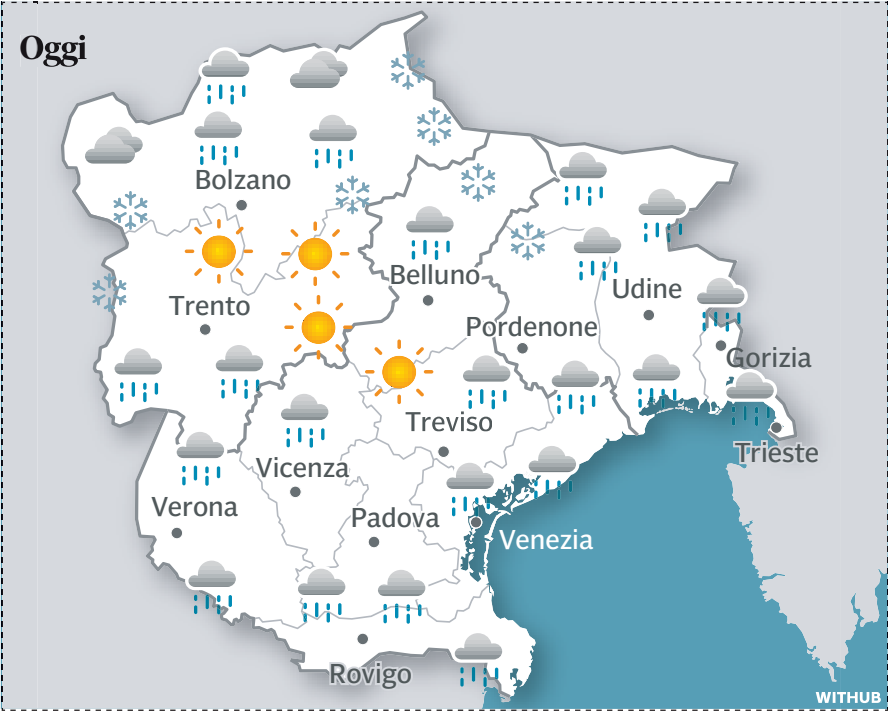 Oggi
Bolzano
Belluno
Trento
Udine
Pordenone
Gorizia
Treviso
Trieste
Vicenza
Verona
Padova
Venezia
Rovigo
WITHUB